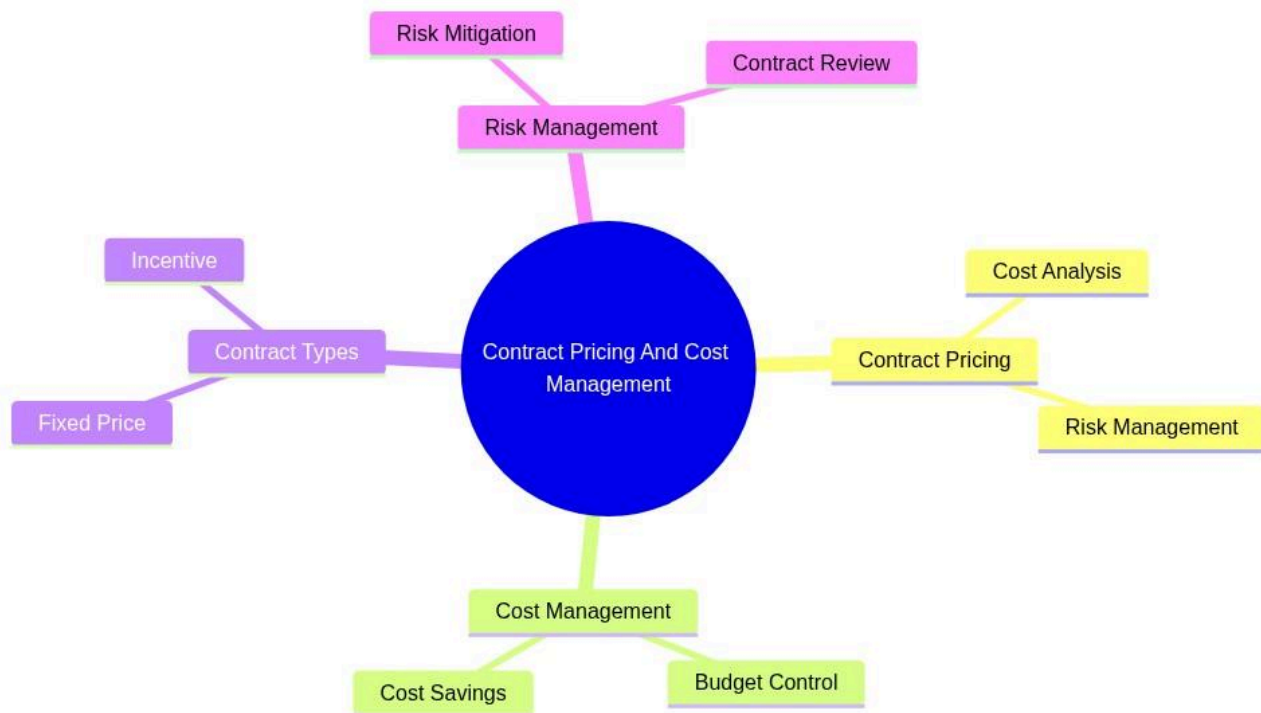 Risk Mitigation
Contract Review
Risk Management
Incentive
Cost Analysis
Contract Types
Contract Pricing And Cost
Management
Contract Pricing
Fixed Price
Risk Management
Cost Management
Cost Savings
Budget Control